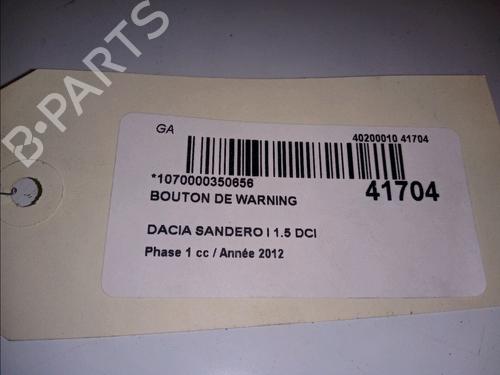 B-PARTS
GA
40200010 41704
*1070000350656
41704
BOUTON DE WARNING
DACIA SANDERO I 1.5 DCI
Phase 1 cc / Année 2012